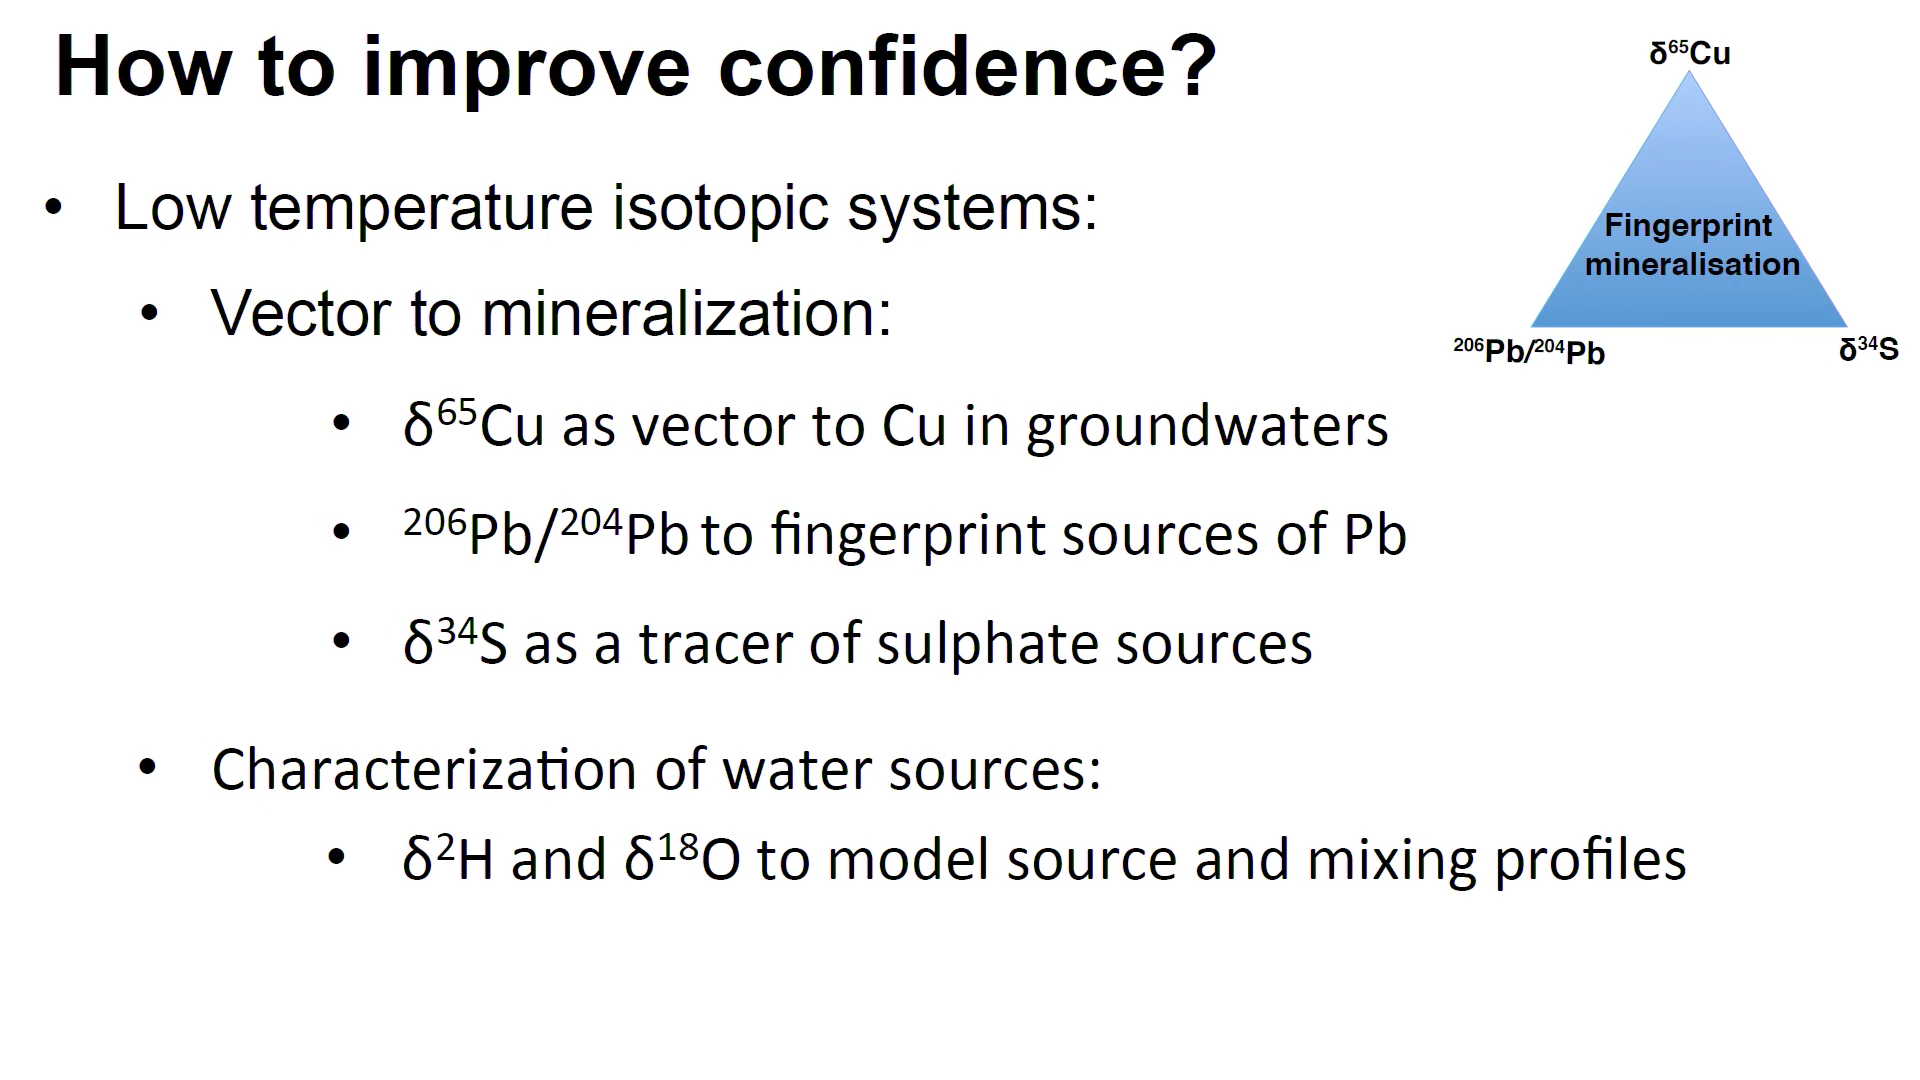 How to improve confidence?
• Low temperature isotopic systems:
• Vector to mineralization:
• δ⁶⁵Cu as vector to Cu in groundwaters
• ²⁰⁶Pb/²⁰⁴Pb to fingerprint sources of Pb
• δ³⁴S as a tracer of sulphate sources
• Characterization of water sources:
• δ²H and δ¹⁸O to model source and mixing profiles
δ⁶⁵Cu
Fingerprint
mineralisation
²⁰⁶Pb/²⁰⁴Pb
δ³⁴S